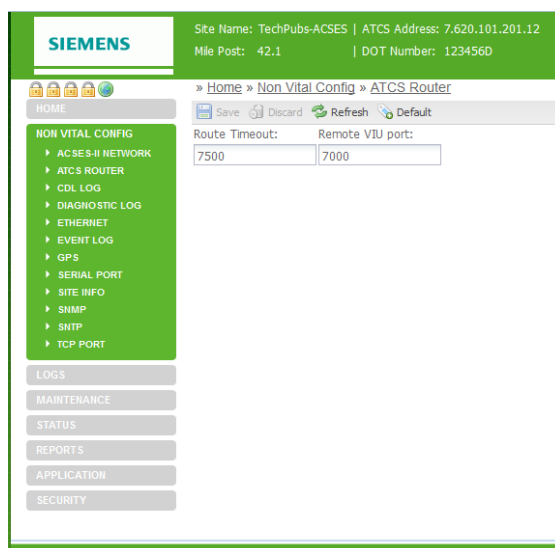 SIEMENS
Site Name: TechPubs-ACSES | ATCS Address: 7.620.101.201.12
Mile Post: 42.1 | DOT Number: 123456D
» Home » Non Vital Config » ATCS Router
HOME
Save Discard Refresh Default
NON VITAL CONFIG
Route Timeout: Remote VIU port:
7500 7000
ACSES-II NETWORK
ATCS ROUTER
CDL LOG
DIAGNOSTIC LOG
ETHERNET
EVENT LOG
GPS
SERIAL PORT
SITE INFO
SNMP
SNTP
TCP PORT
LOGS
MAINTENANCE
STATUS
REPORTS
APPLICATION
SECURITY